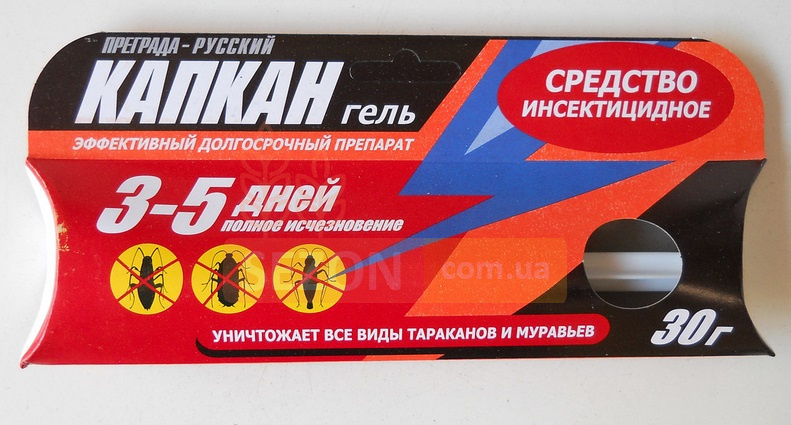 ПРЕГРАДА-РУССКИЙ
КАПКАН гель
ЭФФЕКТИВНЫЙ ДОЛГОСРОЧНЫЙ ПРЕПАРАТ
СРЕДСТВО
ИНСЕКТИЦИДНОЕ
3-5 ДНЕЙ
ПОЛНОЕ ИСЧЕЗНОВЕНИЕ
com.ua
УНИЧТОЖАЕТ ВСЕ ВИДЫ ТАРАКАНОВ И МУРАВЬЕВ
30 г